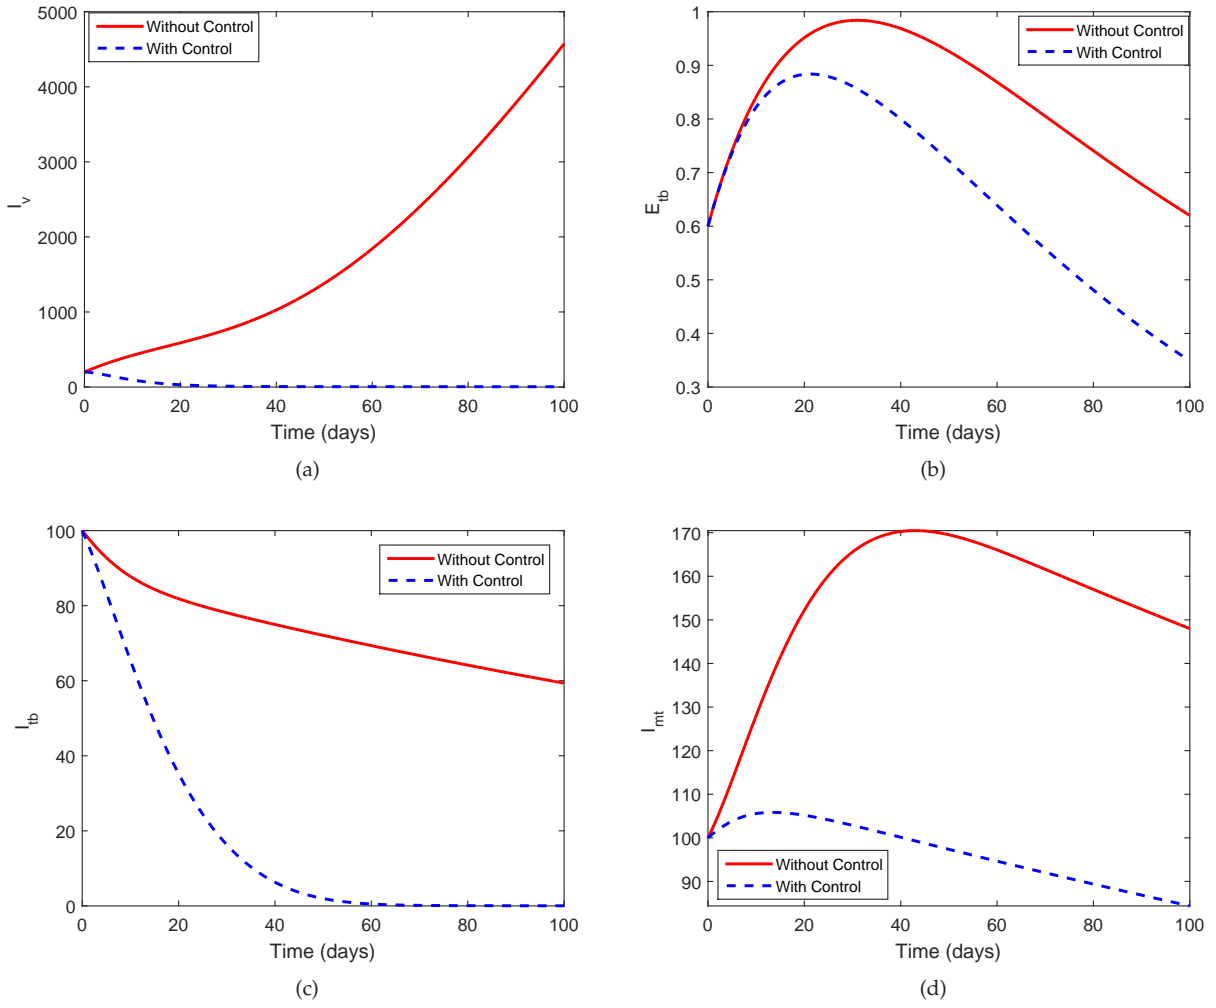 5000
4000
3000
2000
1000
0
I_v
Without Control
With Control
0 20 40 60 80 100
Time (days)
(a)
1
0.9
0.8
0.7
0.6
0.5
0.4
0.3
E_tb
Without Control
With Control
0 20 40 60 80 100
Time (days)
(b)
100
80
60
40
20
0
I_tb
Without Control
With Control
0 20 40 60 80 100
Time (days)
(c)
170
160
150
140
130
120
110
100
90
I_mt
Without Control
With Control
0 20 40 60 80 100
Time (days)
(d)